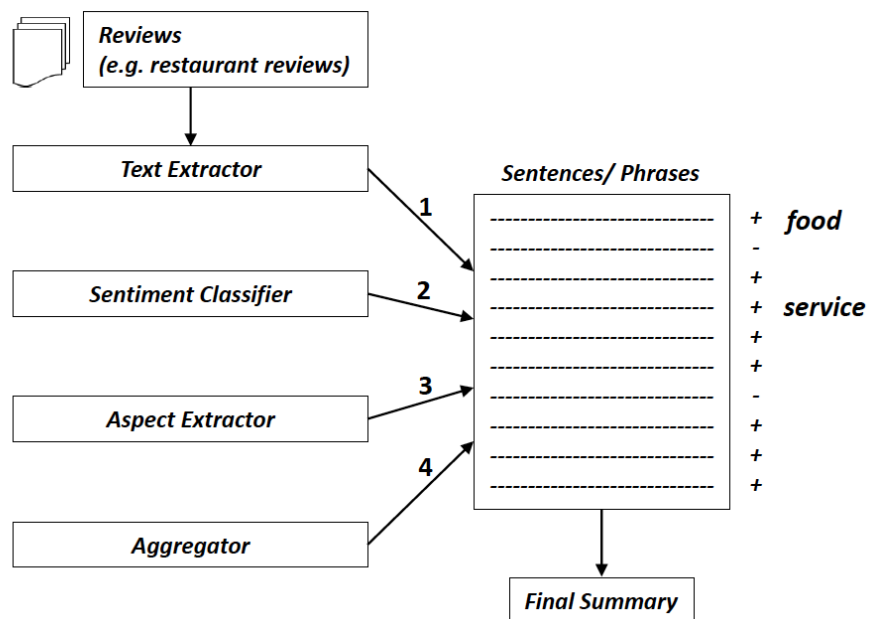 Reviews
(e.g. restaurant reviews)
Text Extractor
Sentences/ Phrases
1
---------------------------- + food
---------------------------- -
---------------------------- +
Sentiment Classifier
2
---------------------------- + service
---------------------------- +
---------------------------- +
3
---------------------------- -
Aspect Extractor
---------------------------- +
---------------------------- +
4
---------------------------- +
Aggregator
Final Summary